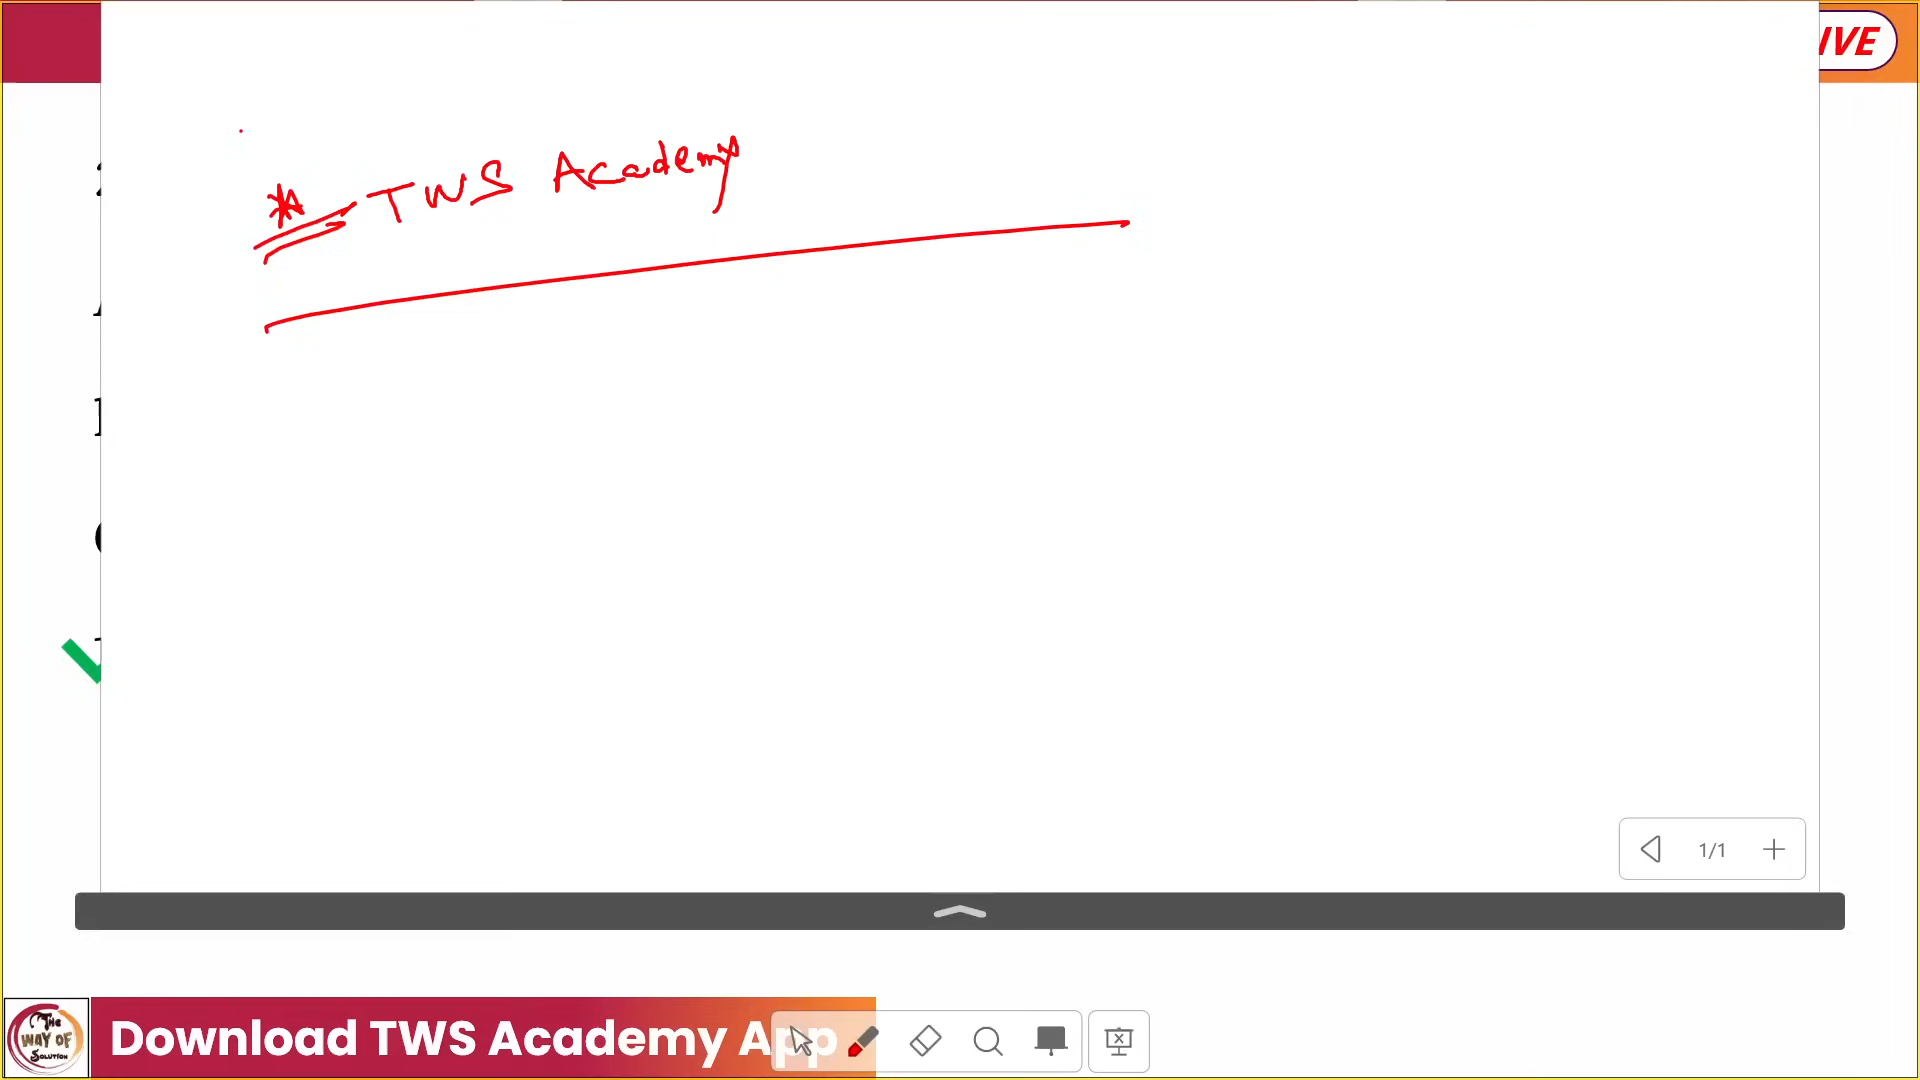 IVE
* TWS Academy
1/1
The
WAY OF
Solution
Download TWS Academy App